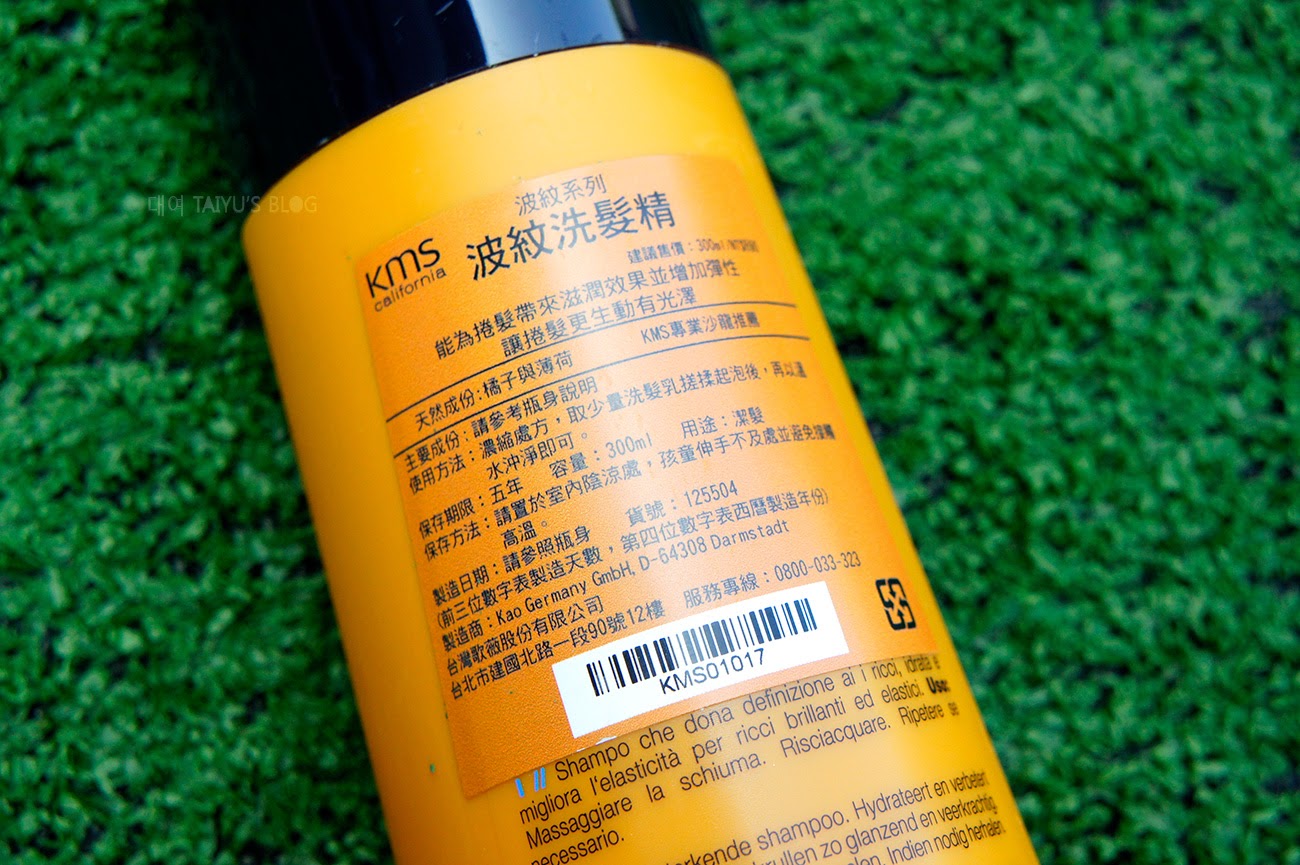 대여 TAIYU'S BLOG
波紋系列
kms
california
波紋洗髮精
建議售價：300ml
能為捲髮帶來滋潤效果並增加彈性
讓捲髮更生動有光澤
天然成份：橘子與薄荷 KMS專業沙龍推薦
主要成份：請參考瓶身說明
使用方法：濃縮處方，取少量洗髮乳搓揉起泡後，再以溫
水沖淨即可。
保存期限：五年 容量：300ml 用途：潔髮
保存方法：請置於室內陰涼處，孩童伸手不及處並避免接觸
高溫。
製造日期：請參照瓶身 貨號：125504
(前三位數字表製造天數，第四位數字表西曆製造年份)
製造商：Kao Germany GmbH, D-64308 Darmstadt
台灣歌薇股份有限公司
台北市建國北路一段90號12樓 服務專線：0800-033-323
KMS01017
Shampo che dona definizione ai ricci, idrata e
migliora l'elasticità per ricci brillanti ed elastici. Uso:
Massaggiare la schiuma. Risciacquare. Ripetere se
necessario.
shampoo. Hydrateert en verbetert
krullen zo glanzend en veerkrachtig.
Indien nodig herhalen.